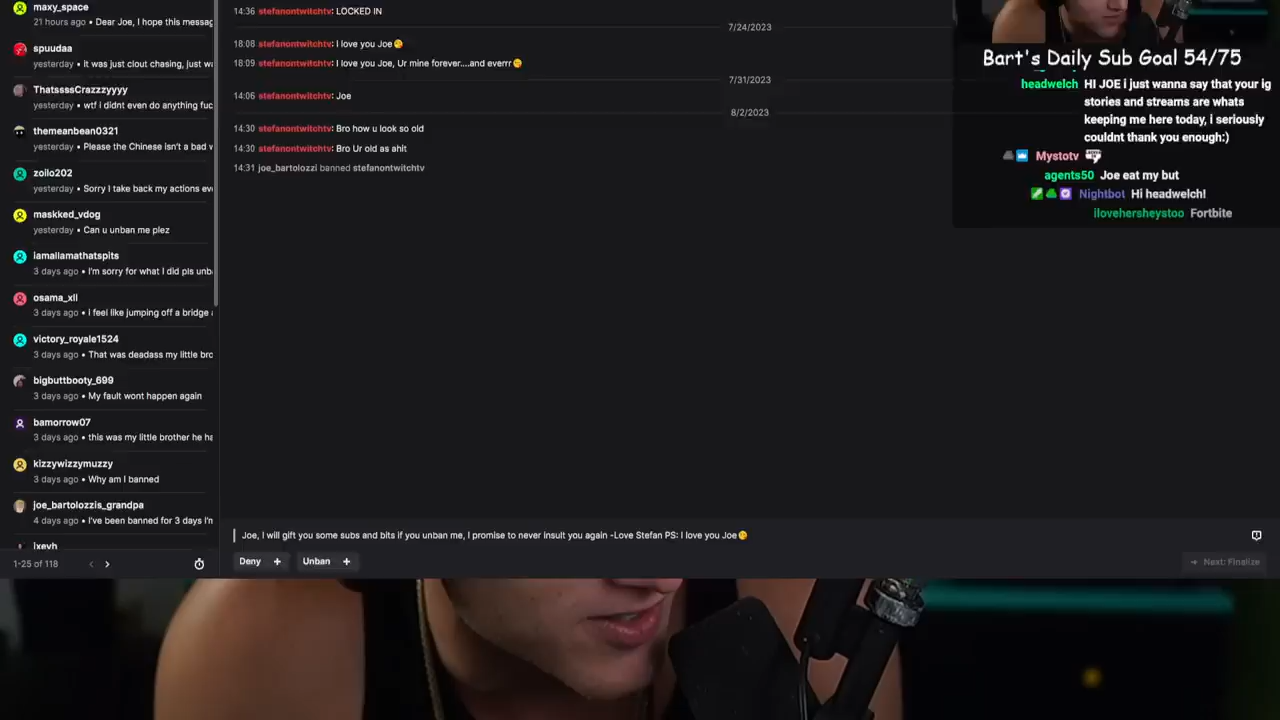 maxy_space
21 hours ago • Dear Joe, I hope this messag
spuudaa
yesterday • It was just clout chasing, just wa
ThatssssCrazzzyyyy
yesterday • wtf i didnt even do anything fuc
themeanbean0321
yesterday • Please the Chinese isn't a bad w
zoilo202
yesterday • Sorry I take back my actions ev
maskked_vdog
yesterday • Can u unban me plez
iamallamathatspits
3 days ago • I'm sorry for what I did pls unb
osama_xll
3 days ago • i feel like jumping off a bridge a
victory_royale1524
3 days ago • That was deadass my little bro
bigbuttbooty_699
3 days ago • My fault wont happen again
bamorrow07
3 days ago • this was my little brother he ha
kizzywizzymuzzy
3 days ago • Why am I banned
joe_bartolozzis_grandpa
4 days ago • I've been banned for 3 days I'm
ixeyh
1-25 of 118
14:36 stefanontwitchtv: LOCKED IN
7/24/2023
18:08 stefanontwitchtv: I love you Joe😘
18:09 stefanontwitchtv: I love you Joe, Ur mine forever....and everrr😘
7/31/2023
14:06 stefanontwitchtv: Joe
8/2/2023
14:30 stefanontwitchtv: Bro how u look so old
14:30 stefanontwitchtv: Bro Ur old as ahit
14:31 joe_bartolozzi banned stefanontwitchtv
Joe, I will gift you some subs and bits if you unban me, I promise to never insult you again -Love Stefan PS: I love you Joe😘
Deny + Unban +
Next: Finalize
Bart's Daily Sub Goal 54/75
headwelch HI JOE i just wanna say that your ig
stories and streams are whats
keeping me here today, i seriously
couldnt thank you enough:)
Mystotv
agents50 Joe eat my but
Nightbot Hi headwelch!
ilovehersheystoo Fortbite